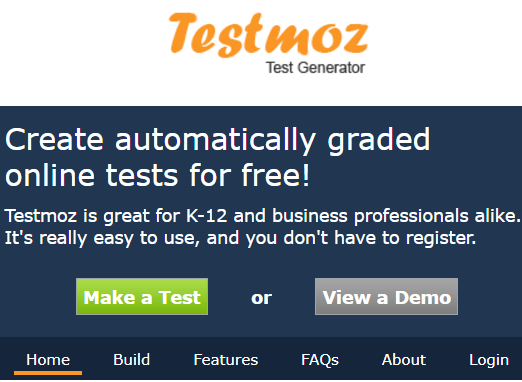 Testmoz
Test Generator
Create automatically graded
online tests for free!
Testmoz is great for K-12 and business professionals alike.
It's really easy to use, and you don't have to register.
Make a Test or View a Demo
Home Build Features FAQs About Login